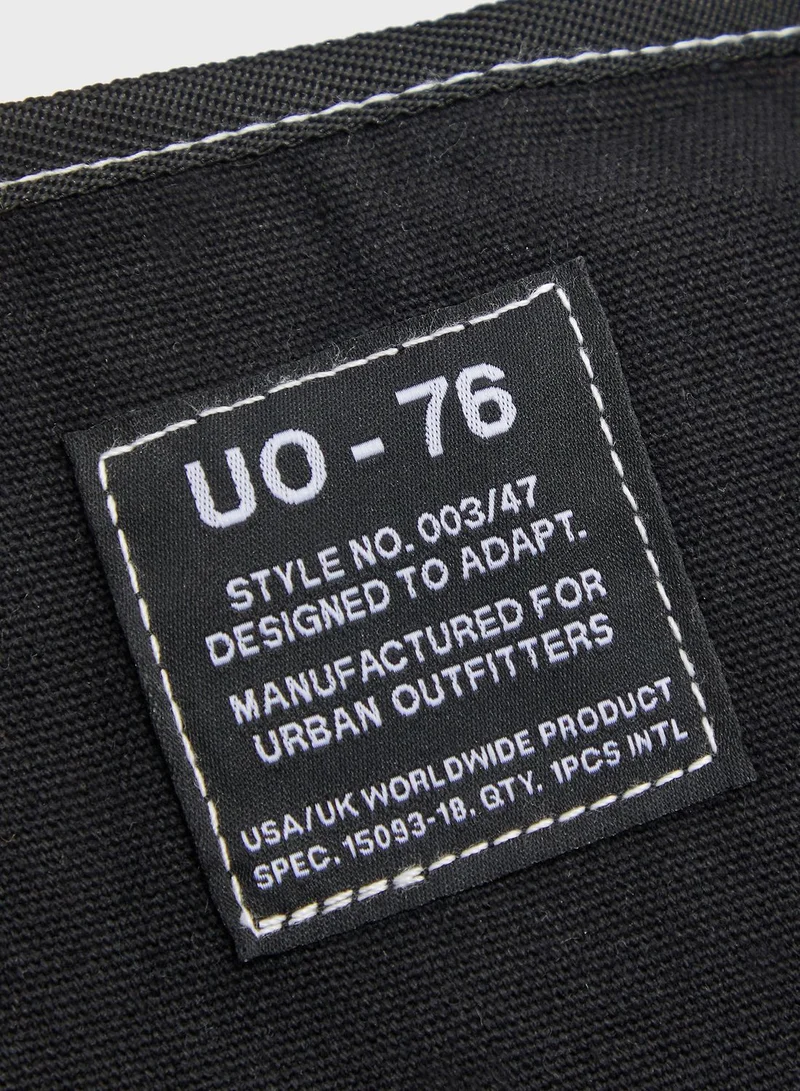 UO - 76
STYLE NO. 003/47
DESIGNED TO ADAPT.
MANUFACTURED FOR
URBAN OUTFITTERS
USA/UK WORLDWIDE PRODUCT
SPEC. 15093-18. QTY. 1PCS INTL